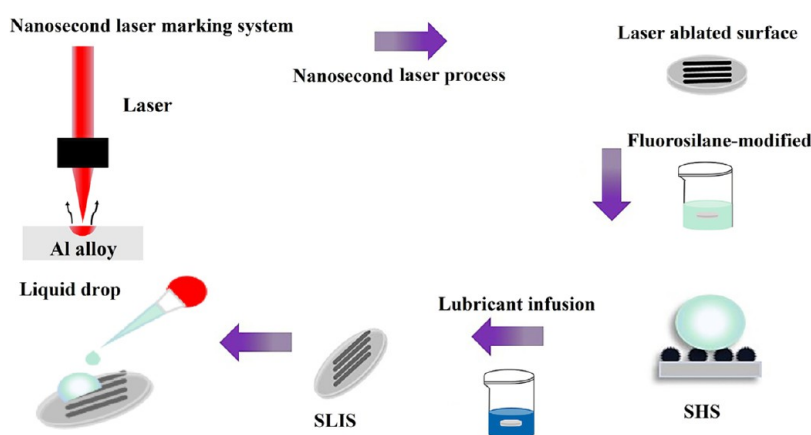 Nanosecond laser marking system
Laser
Al alloy
Nanosecond laser process
Laser ablated surface
Fluorosilane-modified
SHS
Lubricant infusion
SLIS
Liquid drop